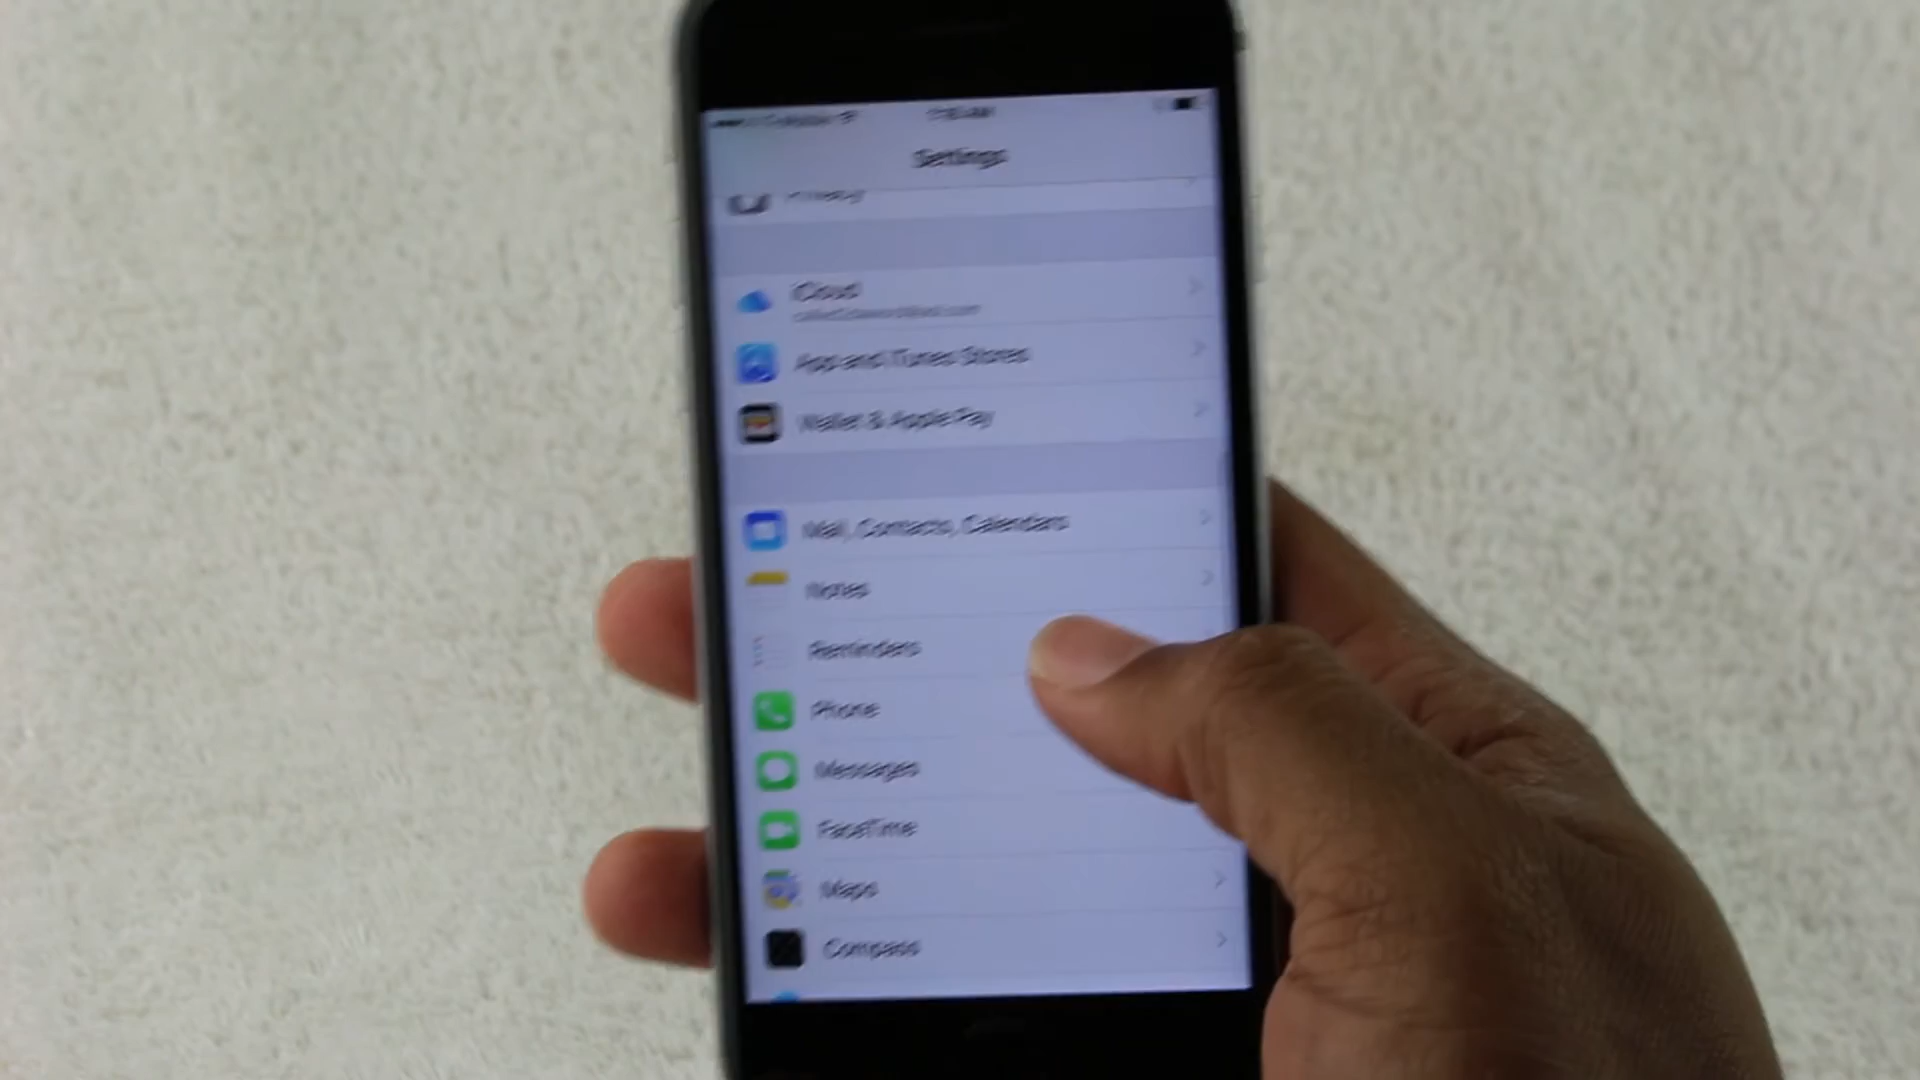 Settings
Privacy
iCloud
App and iTunes Stores
Wallet & Apple Pay
Mail, Contacts, Calendars
Notes
Reminders
Phone
Messages
FaceTime
Maps
Compass